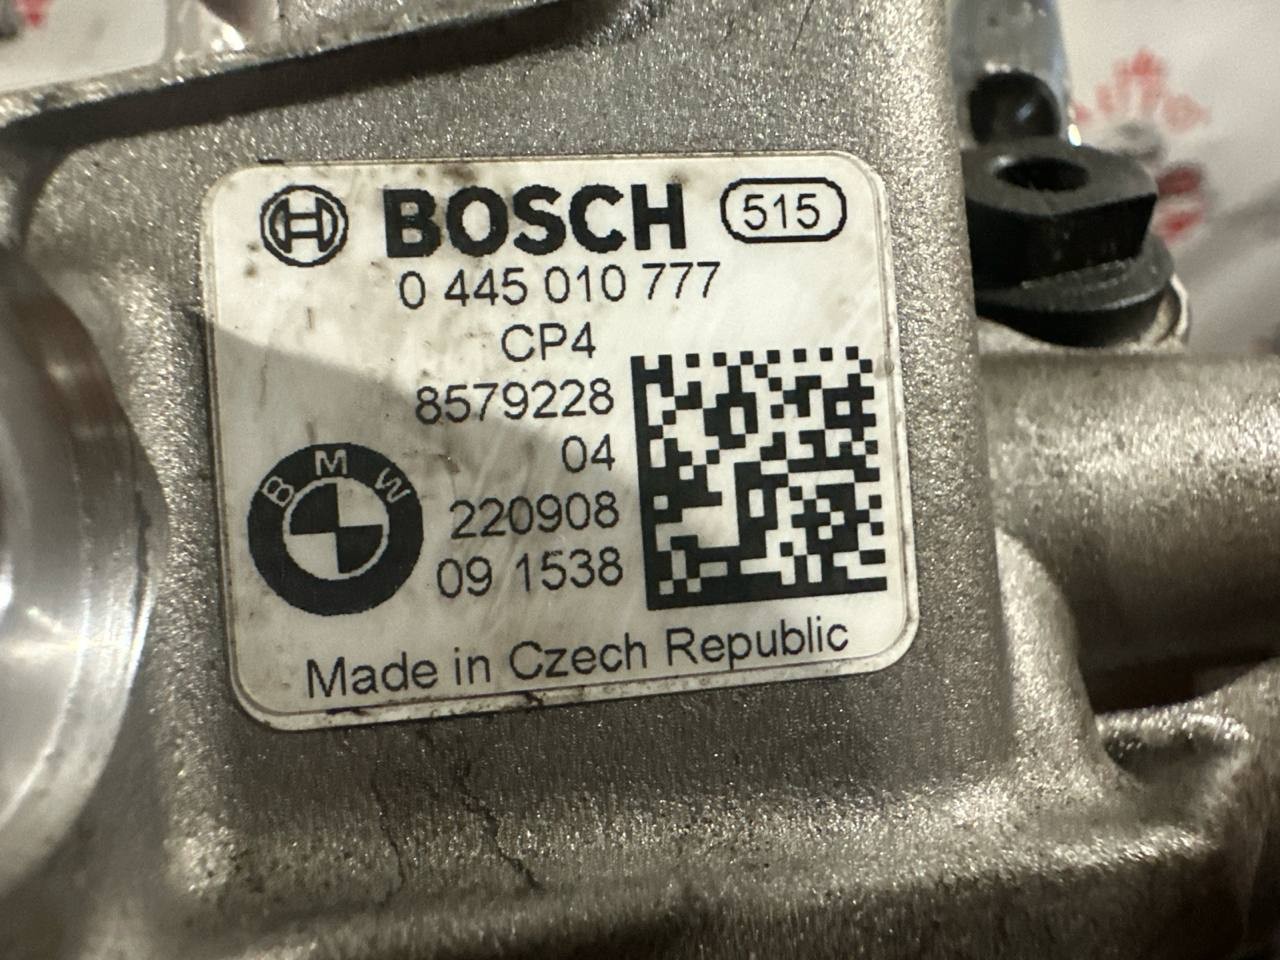 BOSCH 515
0 445 010 777
CP4
8579228
04
BMW
220908
09 1538
Made in Czech Republic